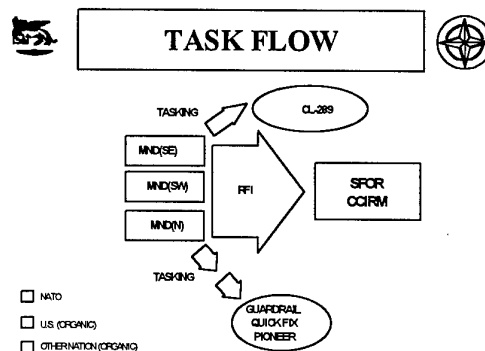 TASK FLOW
TASKING
CL-289
MND(SE)
MND(SW)
MND(N)
RFI
SFOR
CCIRM
TASKING
GUARDRAIL
QUICK FIX
PIONEER
NATO
U.S. (ORGANIC)
OTHER NATION (ORGANIC)